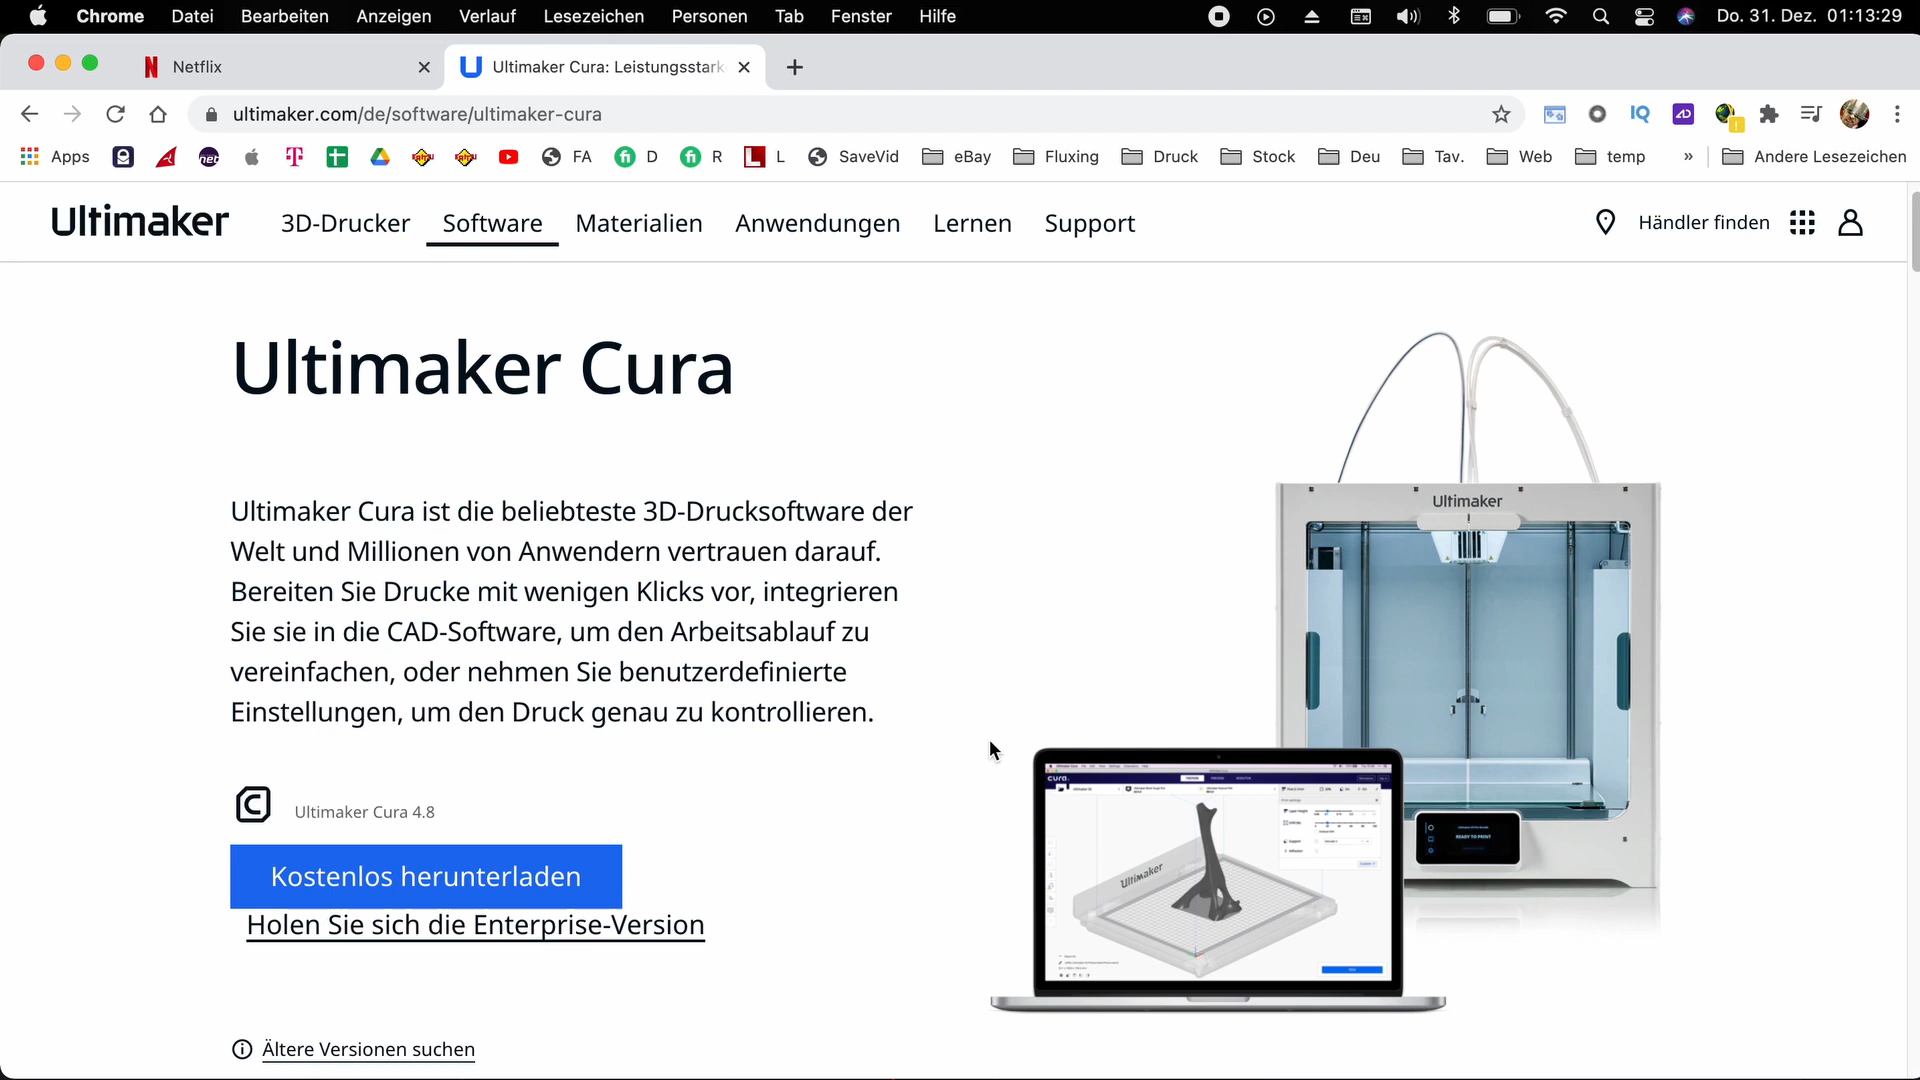 Chrome Datei Bearbeiten Anzeigen Verlauf Lesezeichen Personen Tab Fenster Hilfe Do. 31. Dez. 01:13:29
Netflix
Ultimaker Cura: Leistungsstark
ultimaker.com/de/software/ultimaker-cura
Apps FA D R L SaveVid eBay Fluxing Druck Stock Deu Tav. Web temp » Andere Lesezeichen
Ultimaker 3D-Drucker Software Materialien Anwendungen Lernen Support Händler finden
Ultimaker Cura
Ultimaker Cura ist die beliebteste 3D-Drucksoftware der
Welt und Millionen von Anwendern vertrauen darauf.
Bereiten Sie Drucke mit wenigen Klicks vor, integrieren
Sie sie in die CAD-Software, um den Arbeitsablauf zu
vereinfachen, oder nehmen Sie benutzerdefinierte
Einstellungen, um den Druck genau zu kontrollieren.
Ultimaker Cura 4.8
Kostenlos herunterladen
Holen Sie sich die Enterprise-Version
Ältere Versionen suchen
Ultimaker
READY TO PRINT
cura.
Ultimaker